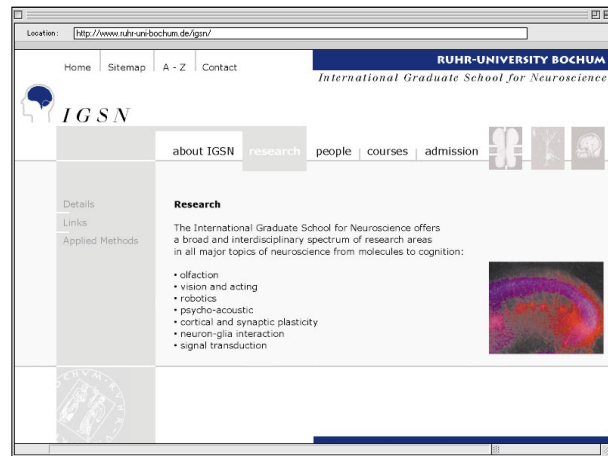 Location: http://www.ruhr-uni-bochum.de/igsn/
Home Sitemap A - Z Contact
RUHR-UNIVERSITY BOCHUM
International Graduate School for Neuroscience
IGSN
about IGSN research people courses admission
Details
Links
Applied Methods
Research
The International Graduate School for Neuroscience offers
a broad and interdisciplinary spectrum of research areas
in all major topics of neuroscience from molecules to cognition:
• olfaction
• vision and acting
• robotics
• psycho-acoustic
• cortical and synaptic plasticity
• neuron-glia interaction
• signal transduction